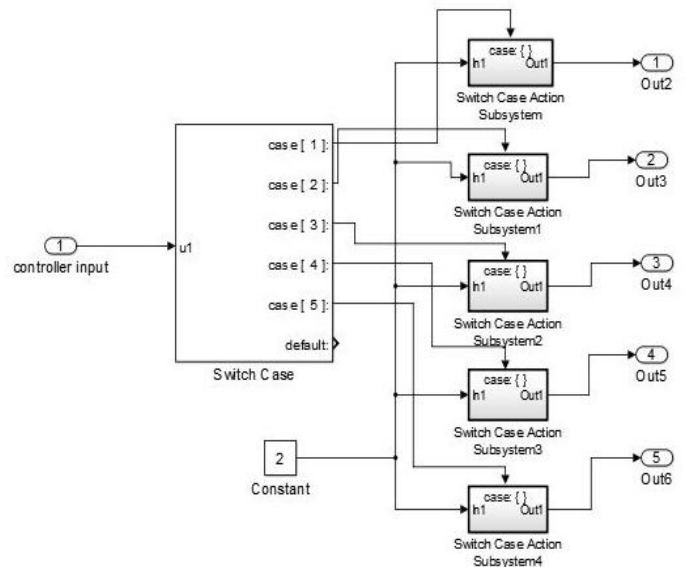 case: { }
In1 Out1
Switch Case Action
Subsystem
1
Out2
case: { }
In1 Out1
Switch Case Action
Subsystem1
2
Out3
case: { }
In1 Out1
Switch Case Action
Subsystem2
3
Out4
case: { }
In1 Out1
Switch Case Action
Subsystem3
4
Out5
case: { }
In1 Out1
Switch Case Action
Subsystem4
5
Out6
1
controller input
u1
case [ 1 ]:
case [ 2 ]:
case [ 3 ]:
case [ 4 ]:
case [ 5 ]:
default:
Switch Case
2
Constant